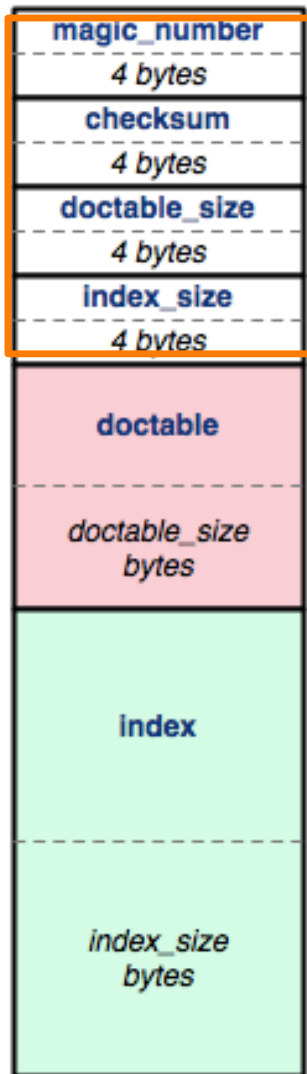 magic_number
4 bytes
checksum
4 bytes
doctable_size
4 bytes
index_size
4 bytes
doctable
doctable_size
bytes
index
index_size
bytes